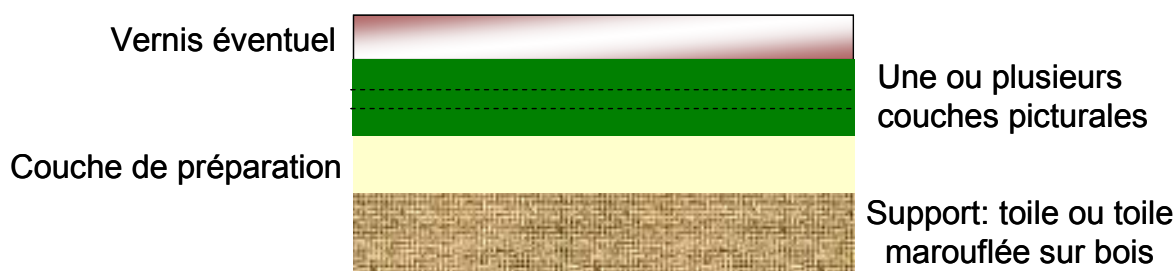 Vernis éventuel
Une ou plusieurs
couches picturales
Couche de préparation
Support: toile ou toile
marouflée sur bois